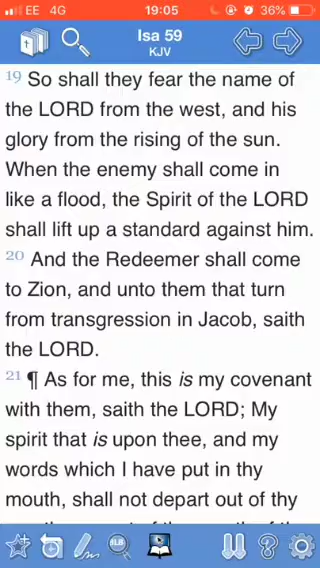 EE 4G 19:05 36%
Isa 59
KJV
19 So shall they fear the name of
the LORD from the west, and his
glory from the rising of the sun.
When the enemy shall come in
like a flood, the Spirit of the LORD
shall lift up a standard against him.
20 And the Redeemer shall come
to Zion, and unto them that turn
from transgression in Jacob, saith
the LORD.
21 ¶ As for me, this is my covenant
with them, saith the LORD; My
spirit that is upon thee, and my
words which I have put in thy
mouth, shall not depart out of thy
BLB